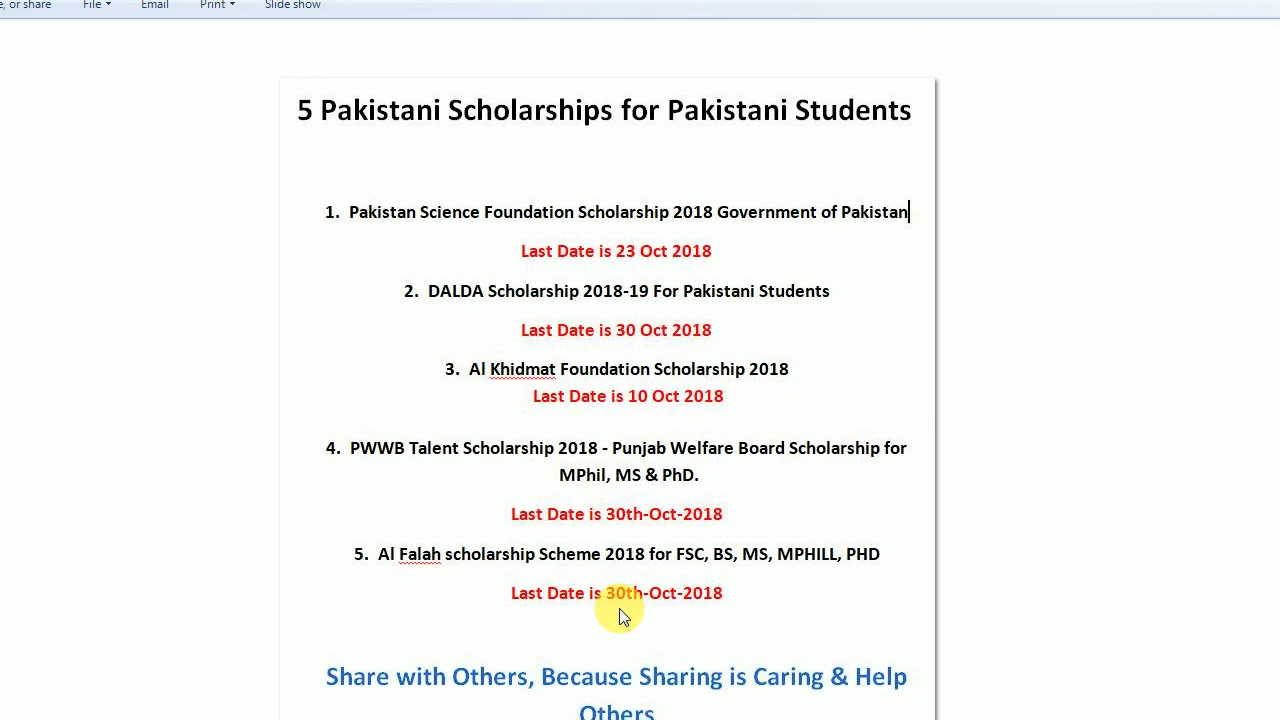 , or share File Email Print Slide show
5 Pakistani Scholarships for Pakistani Students
1. Pakistan Science Foundation Scholarship 2018 Government of Pakistan
Last Date is 23 Oct 2018
2. DALDA Scholarship 2018-19 For Pakistani Students
Last Date is 30 Oct 2018
3. Al Khidmat Foundation Scholarship 2018
Last Date is 10 Oct 2018
4. PWWB Talent Scholarship 2018 - Punjab Welfare Board Scholarship for
MPhil, MS & PhD.
Last Date is 30th-Oct-2018
5. Al Falah scholarship Scheme 2018 for FSC, BS, MS, MPHILL, PHD
Last Date is 30th-Oct-2018
Share with Others, Because Sharing is Caring & Help
Others